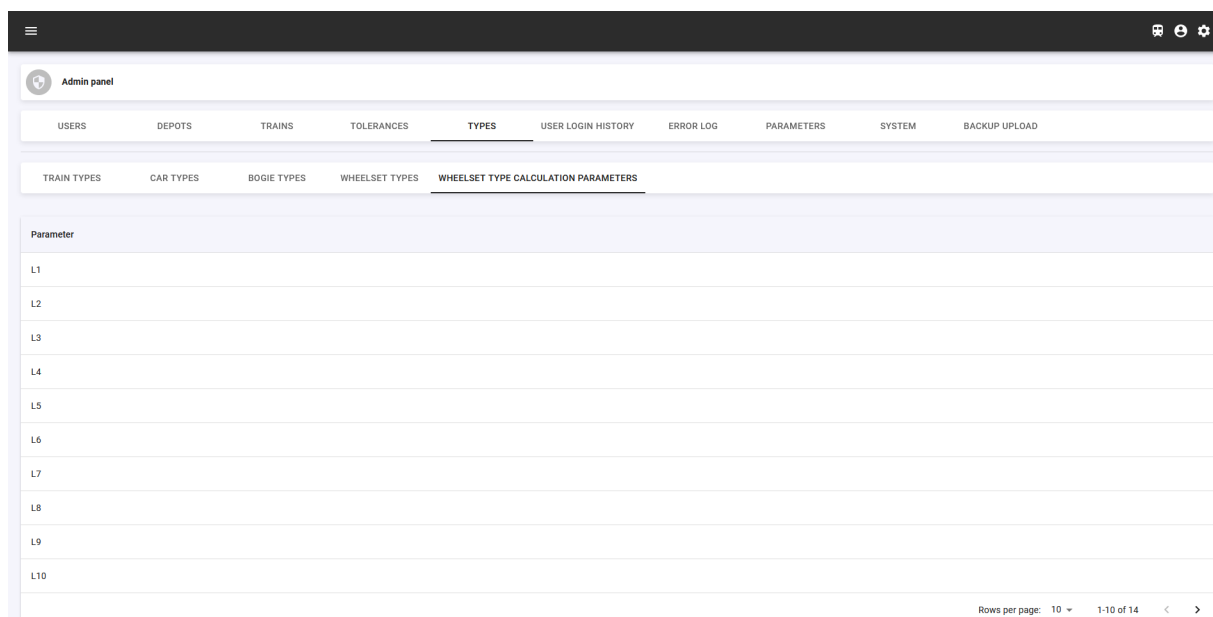 Admin panel
USERS DEPOTS TRAINS TOLERANCES TYPES USER LOGIN HISTORY ERROR LOG PARAMETERS SYSTEM BACKUP UPLOAD
TRAIN TYPES CAR TYPES BOGIE TYPES WHEELSET TYPES WHEELSET TYPE CALCULATION PARAMETERS
Parameter
L1
L2
L3
L4
L5
L6
L7
L8
L9
L10
Rows per page: 10 1-10 of 14